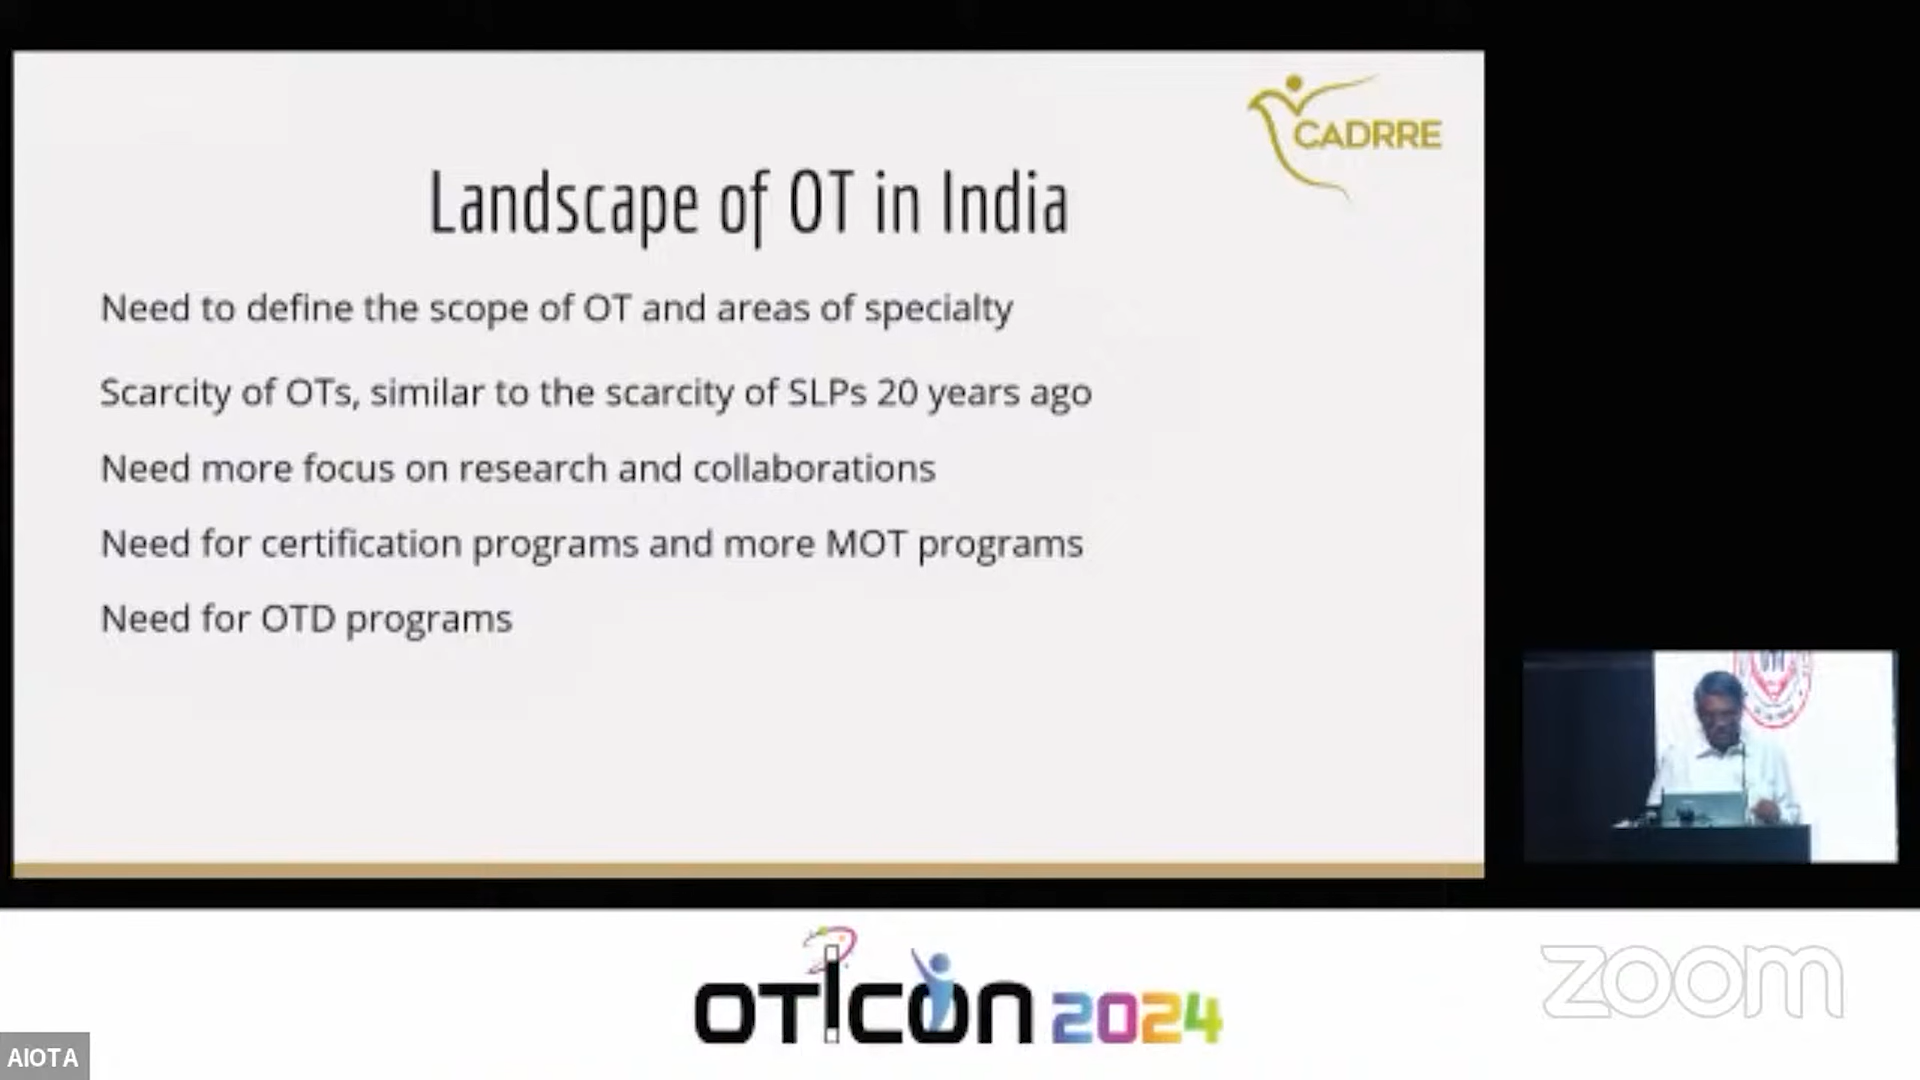 CADRRE
Landscape of OT in India
Need to define the scope of OT and areas of specialty
Scarcity of OTs, similar to the scarcity of SLPs 20 years ago
Need more focus on research and collaborations
Need for certification programs and more MOT programs
Need for OTD programs
OTICON 2024
zoom
AIOTA